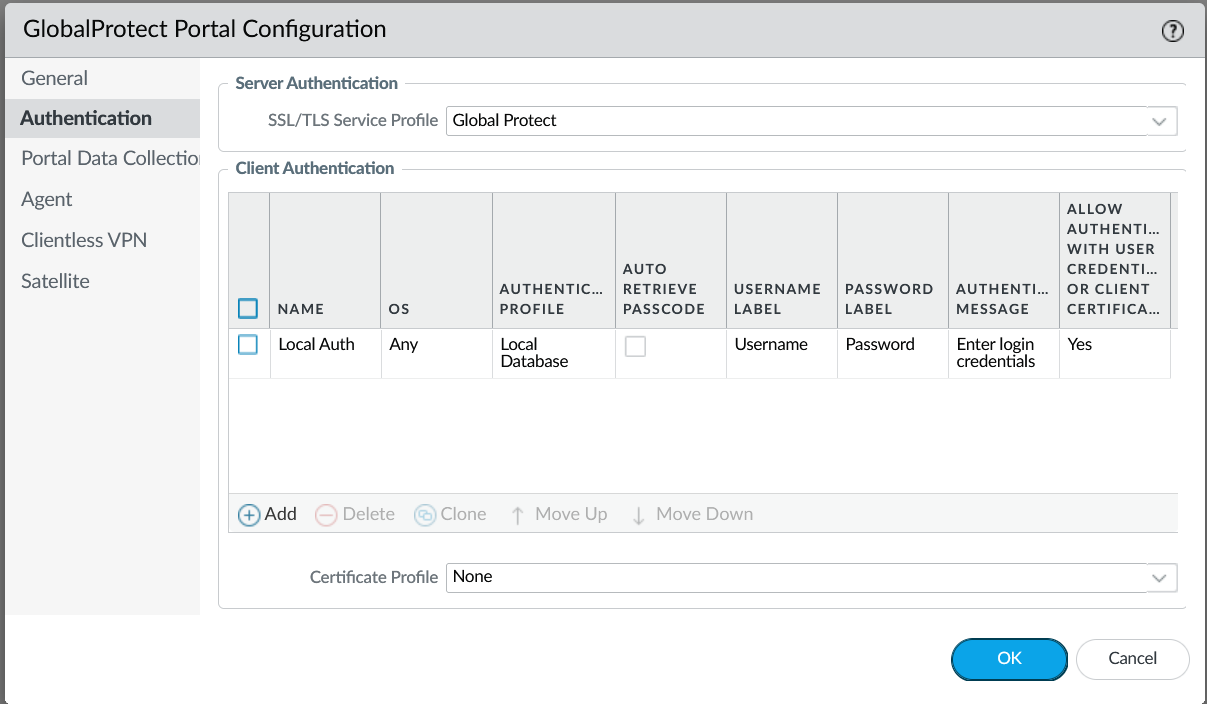 GlobalProtect Portal Configuration
?
General
Authentication
Portal Data Collectio
Agent
Clientless VPN
Satellite
Server Authentication
SSL/TLS Service Profile Global Protect
Client Authentication
NAME
OS
AUTHENTIC...
PROFILE
AUTO
RETRIEVE
PASSCODE
USERNAME
LABEL
PASSWORD
LABEL
AUTHENTI...
MESSAGE
ALLOW
AUTHENTI...
WITH USER
CREDENTI...
OR CLIENT
CERTIFICA...
Local Auth
Any
Local
Database
Username
Password
Enter login
credentials
Yes
Add Delete Clone Move Up Move Down
Certificate Profile None
OK Cancel